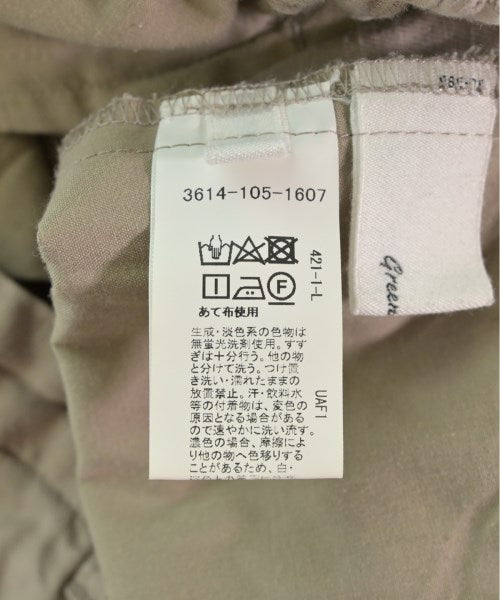 3614-105-1607
F
あて布使用
生成・淡色系の色物は
無蛍光洗剤使用。すす
ぎは十分行う。他の物
と分けて洗う。つけ置
き洗い・濡れたままの
放置禁止。汗・飲料水
等の付着物は、変色の
原因となる場合がある
ので速やかに洗い流す。
濃色の場合、摩擦によ
り他の物へ色移りする
ことがあるため、白・
421-1-L
UAF1
Green